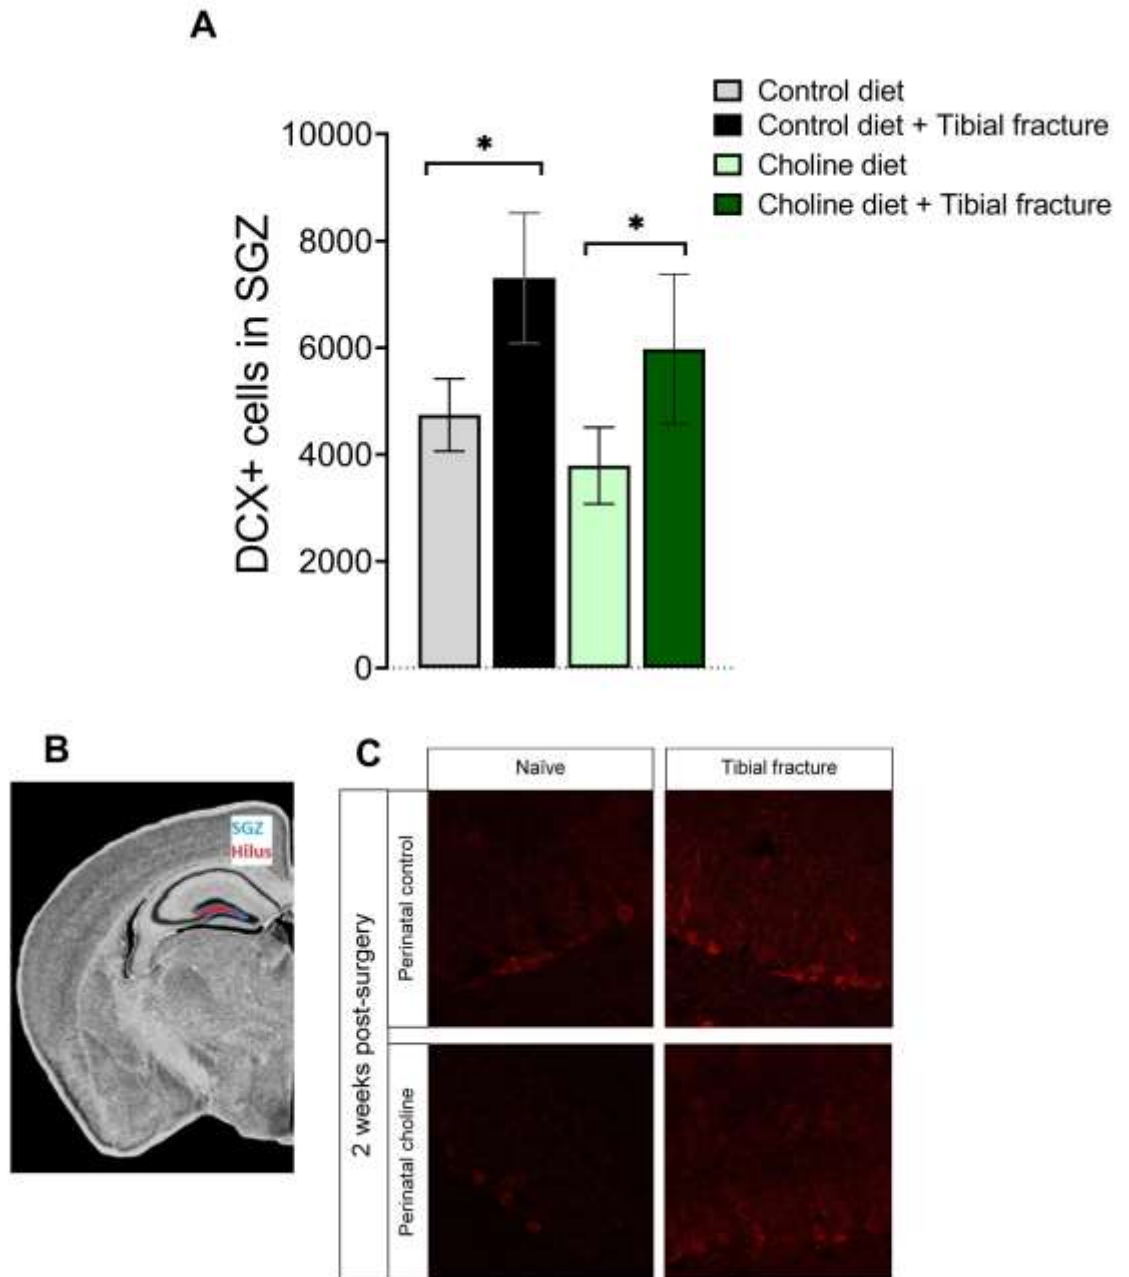 A
Control diet
Control diet + Tibial fracture
Choline diet
Choline diet + Tibial fracture
DCX+ cells in SGZ
10000
8000
6000
4000
2000
0
*
*
B
SGZ
Hilus
C
Naïve
Tibial fracture
2 weeks post-surgery
Perinatal control
Perinatal choline